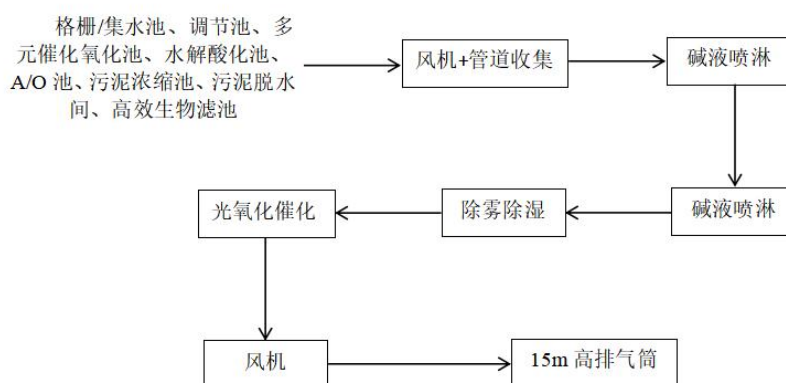 格栅/集水池、调节池、多
元催化氧化池、水解酸化池、
A/O 池、污泥浓缩池、污泥脱水
间、高效生物滤池
风机+管道收集
碱液喷淋
光氧化催化
除雾除湿
碱液喷淋
风机
15m 高排气筒